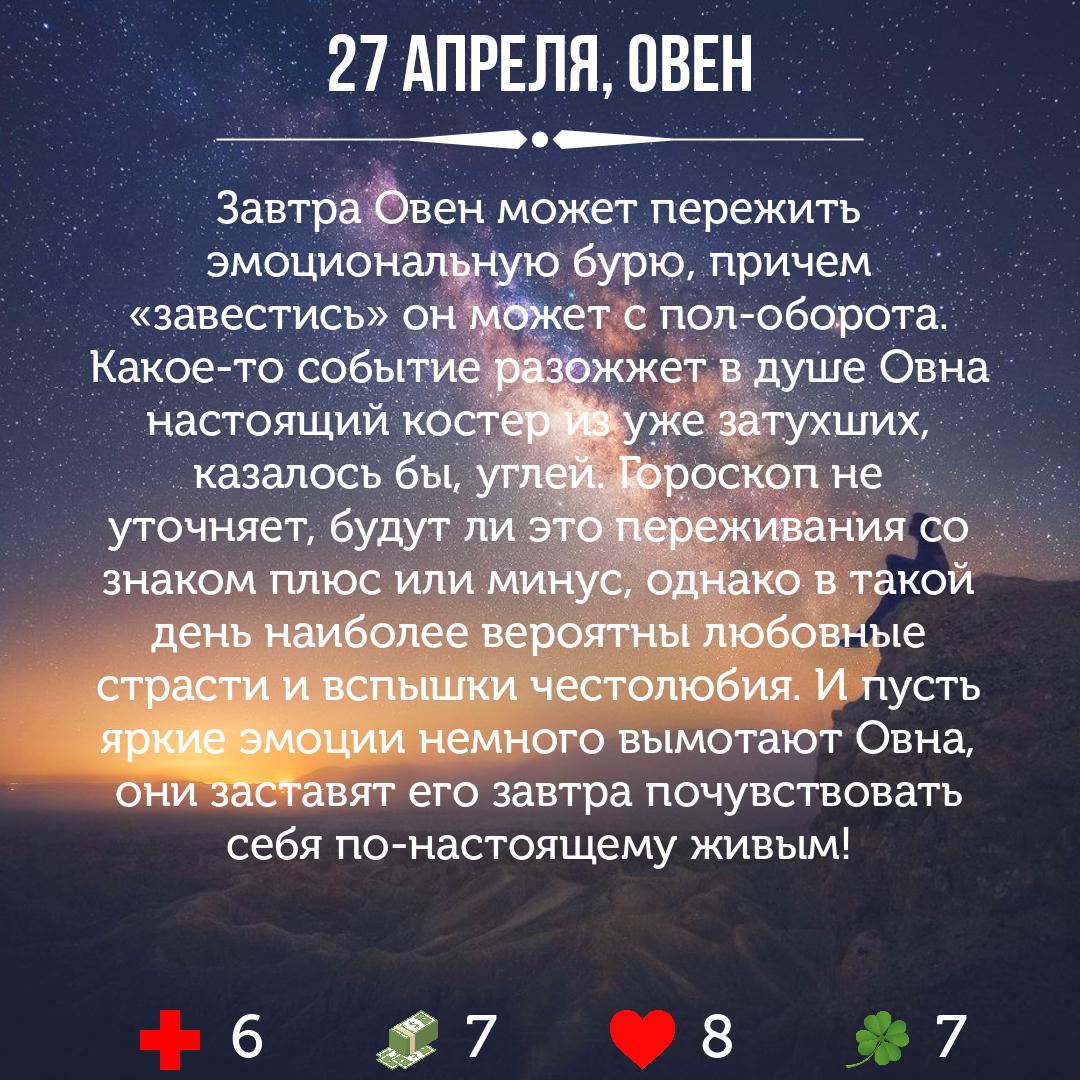 27 АПРЕЛЯ, ОВЕН
Завтра Овен может пережить
эмоциональную бурю, причем
«завестись» он может с пол-оборота.
Какое-то событие разожжет в душе Овна
настоящий костер из уже затухших,
казалось бы, углей. Гороскоп не
уточняет, будут ли это переживания со
знаком плюс или минус, однако в такой
день наиболее вероятны любовные
страсти и вспышки честолюбия. И пусть
яркие эмоции немного вымотают Овна,
они заставят его завтра почувствовать
себя по-настоящему живым!
6 7 8 7